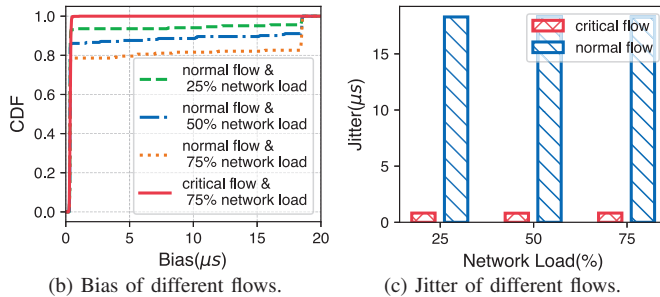 CDF
1.0
0.8
0.6
0.4
0.2
0.0
normal flow &
25% network load
normal flow &
50% network load
normal flow &
75% network load
critical flow &
75% network load
0
5
10
15
20
Bias(μs)
(b) Bias of different flows.
Jitter(μs)
15
10
5
0
critical flow
normal flow
25
50
75
Network Load(%)
(c) Jitter of different flows.